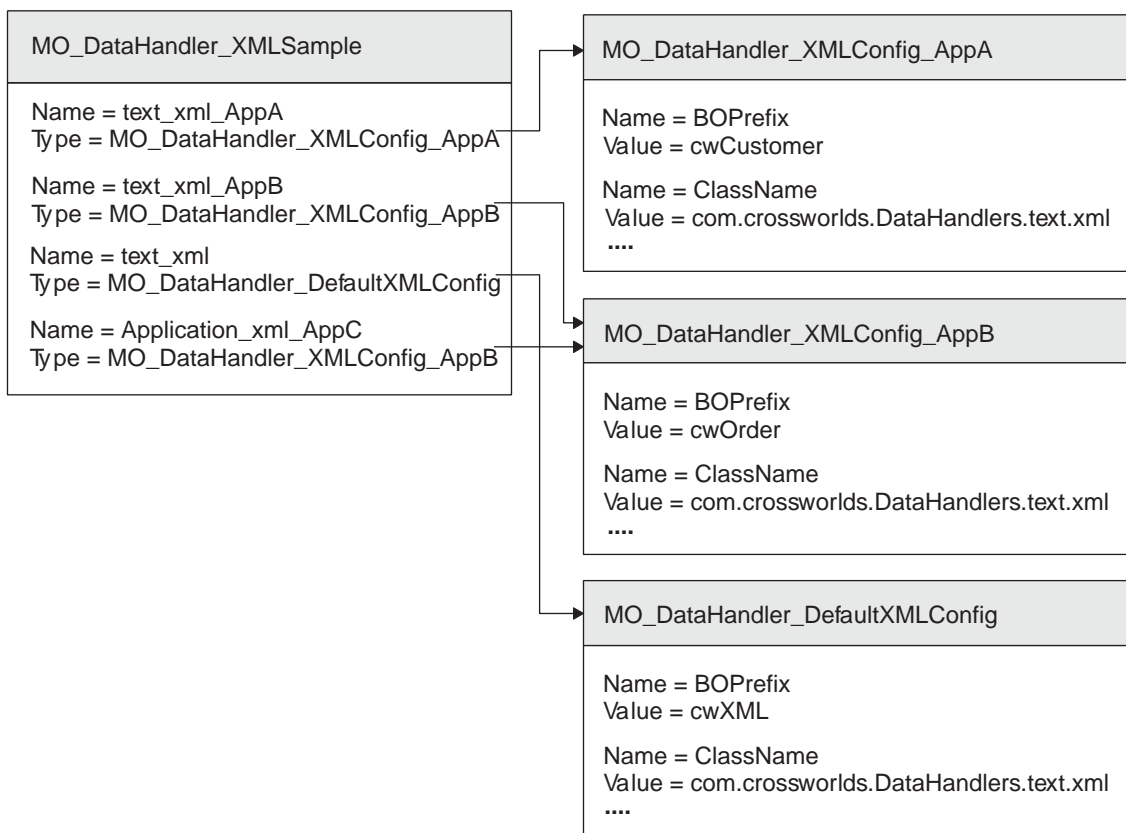 MO_DataHandler_XMLSample
Name = text_xml_AppA
Type = MO_DataHandler_XMLConfig_AppA
Name = text_xml_AppB
Type = MO_DataHandler_XMLConfig_AppB
Name = text_xml
Type = MO_DataHandler_DefaultXMLConfig
Name = Application_xml_AppC
Type = MO_DataHandler_XMLConfig_AppB
MO_DataHandler_XMLConfig_AppA
Name = BOPrefix
Value = cwCustomer
Name = ClassName
Value = com.crossworlds.DataHandlers.text.xml
....
MO_DataHandler_XMLConfig_AppB
Name = BOPrefix
Value = cwOrder
Name = ClassName
Value = com.crossworlds.DataHandlers.text.xml
....
MO_DataHandler_DefaultXMLConfig
Name = BOPrefix
Value = cwXML
Name = ClassName
Value = com.crossworlds.DataHandlers.text.xml
....